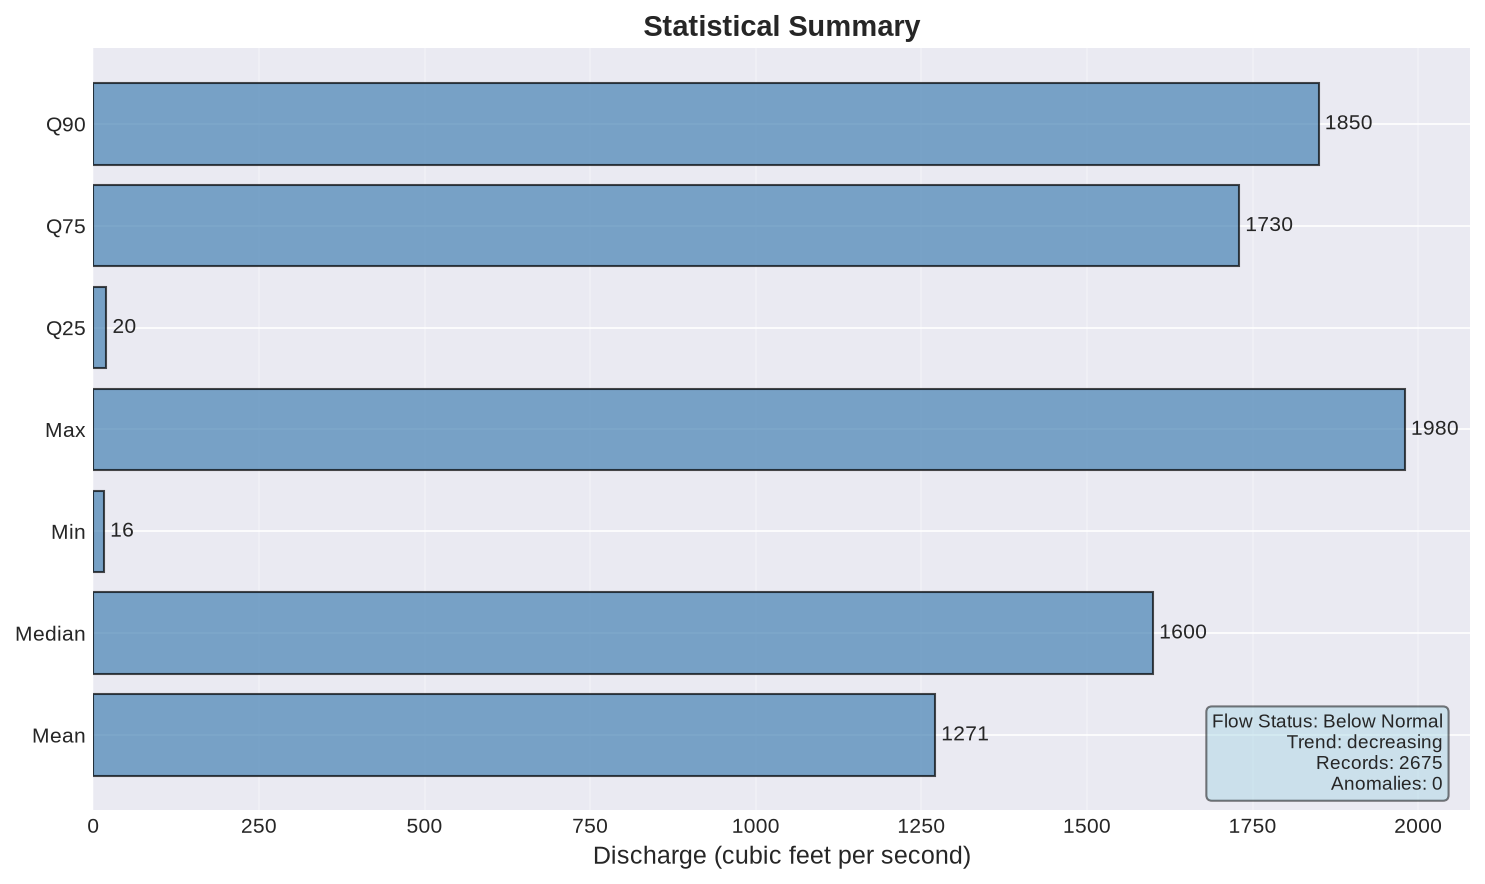 Statistical Summary
Q90
1850
Q75
1730
Q25
20
Max
1980
Min
16
Median
1600
Mean
1271
Flow Status: Below Normal
Trend: decreasing
Records: 2675
Anomalies: 0
0 250 500 750 1000 1250 1500 1750 2000
Discharge (cubic feet per second)